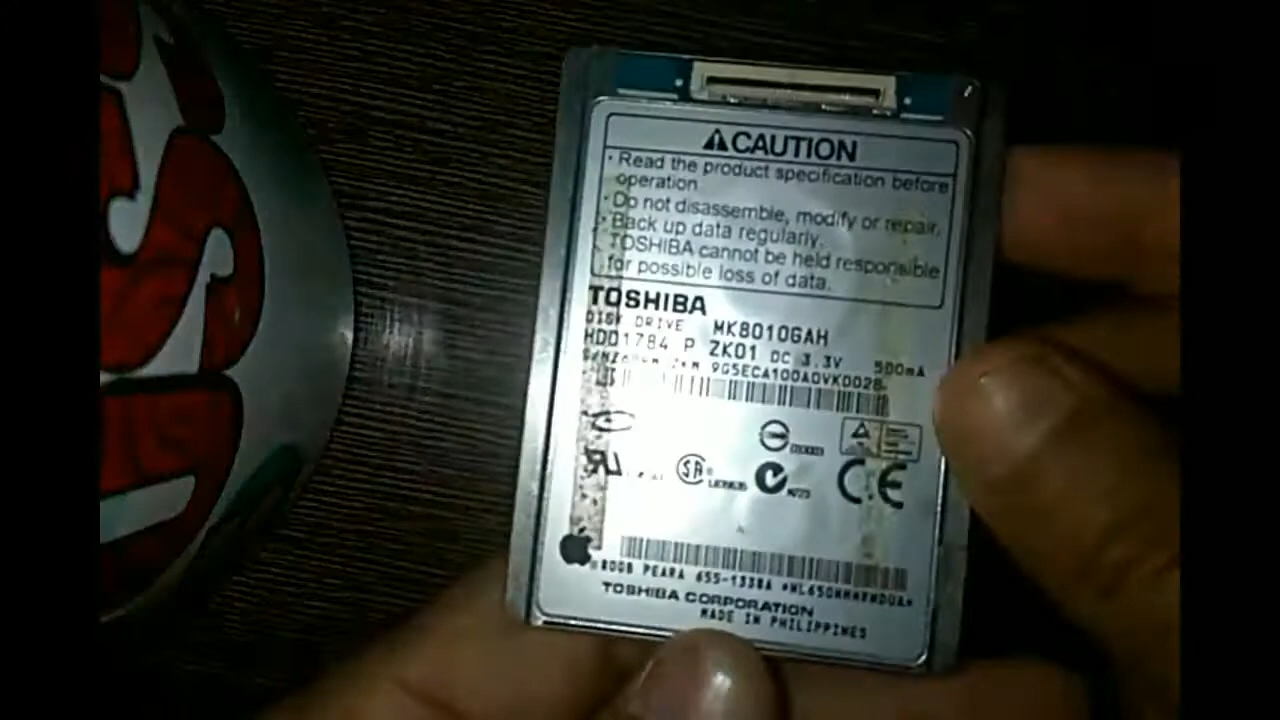 CAUTION
· Read the product specification before
operation
· Do not disassemble, modify or repair.
· Back up data regularly.
TOSHIBA cannot be held responsible
for possible loss of data.
TOSHIBA
DISK DRIVE MK8010GAH
HDD1784 P ZK01 DC 3.3V 500mA
9G5ECA100A0VK0028
CE
80GB PEARA 655-1338A
TOSHIBA CORPORATION
MADE IN PHILIPPINES